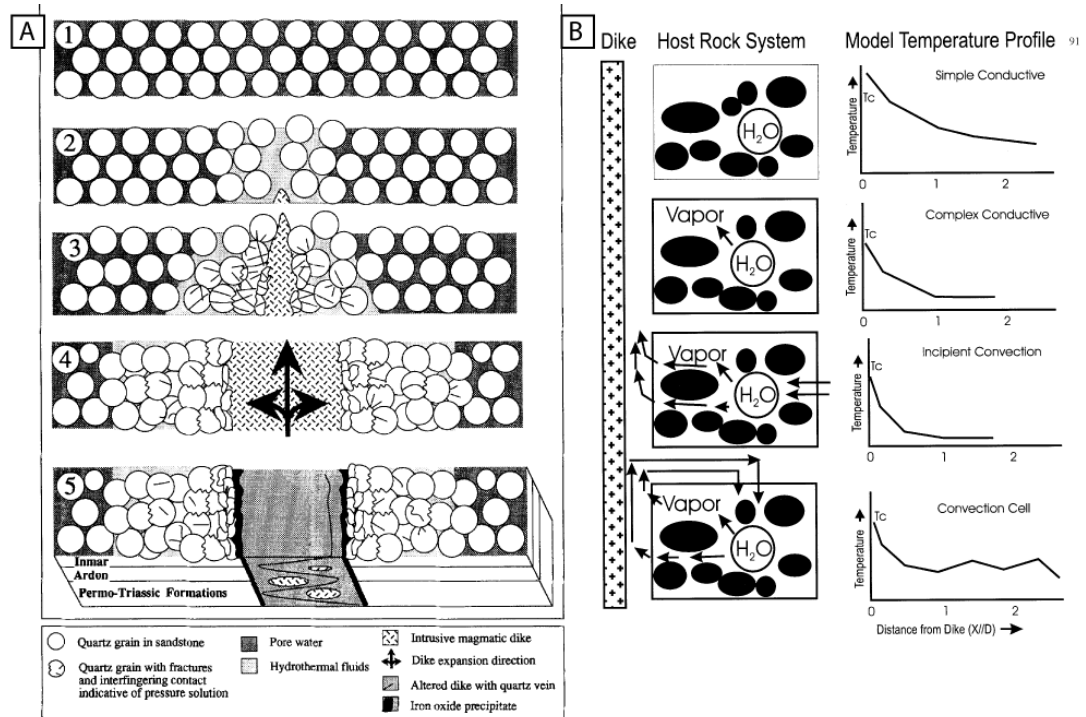 A
1
2
3
4
5
Inmar
Ardon
Permo-Triassic Formations
Quartz grain in sandstone
Quartz grain with fractures
and interfingering contact
indicative of pressure solution
Pore water
Hydrothermal fluids
Intrusive magmatic dike
Dike expansion direction
Altered dike with quartz vein
Iron oxide precipitate
B
Dike Host Rock System Model Temperature Profile 91
H2O
Temperature
Tc
Simple Conductive
0 1 2
Vapor
H2O
Temperature
Complex Conductive
0 1 2
Vapor
H2O
Temperature
Tc
Incipient Convection
0 1 2
Vapor
H2O
Temperature
Tc
Convection Cell
0 1 2
Distance from Dike (X//D)